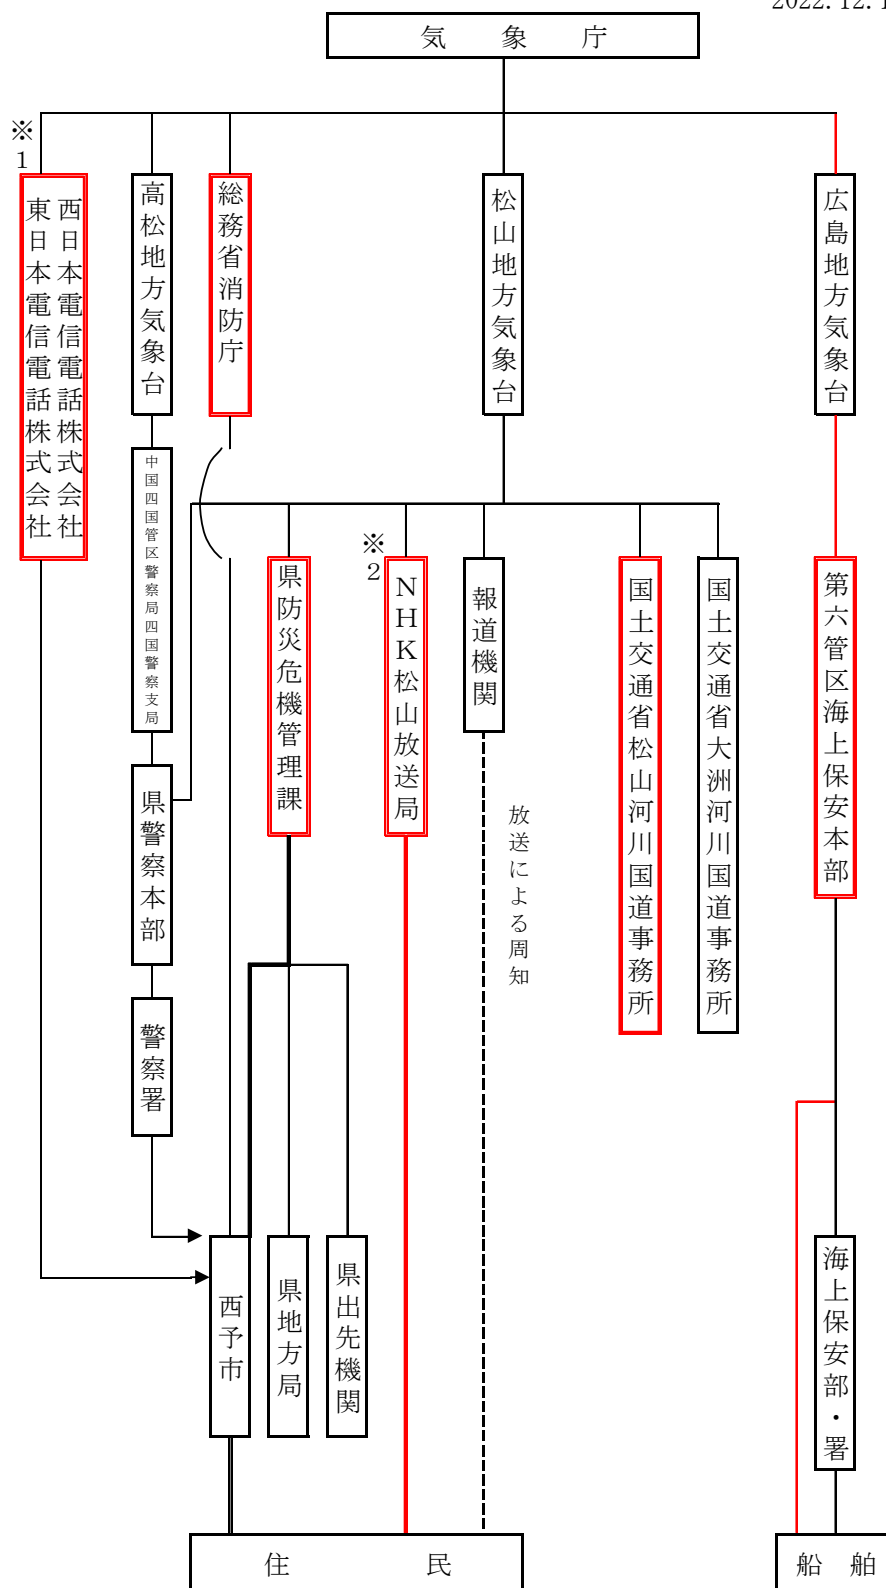 2022.12.1
気象庁
※
1
西日本電信電話株式会社
東日本電信電話株式会社
高松地方気象台
総務省消防庁
松山地方気象台
広島地方気象台
中国四国管区警察局四国警察支局
県警察本部
警察署
県防災危機管理課
※
2
NHK松山放送局
報道機関
放送による周知
国土交通省松山河川国道事務所
国土交通省大洲河川国道事務所
第六管区海上保安本部
西予市
県地方局
県出先機関
海上保安部・署
住民
船舶